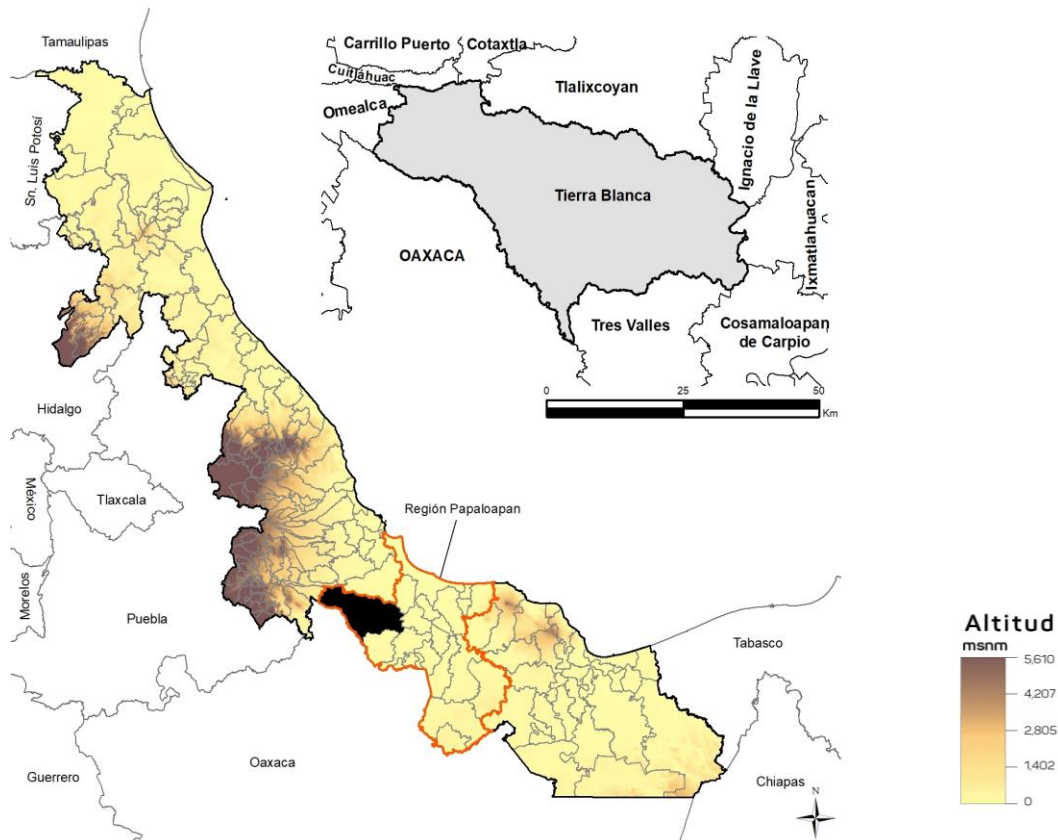 Tamaulipas
Sn. Luis Potosí
Hidalgo
México
Tlaxcala
Morelos
Puebla
Guerrero
Oaxaca
Región Papaloapan
Tabasco
Chiapas
N
Carrillo Puerto
Cotaxtla
Cuitláhuac
Omealca
Tlalixcoyan
Ignacio de la Llave
Tierra Blanca
Ixmatlahuacan
OAXACA
Tres Valles
Cosamaloapan
de Carpio
0 25 50
Km
Altitud
msnm
5,610
4,207
2,805
1,402
0